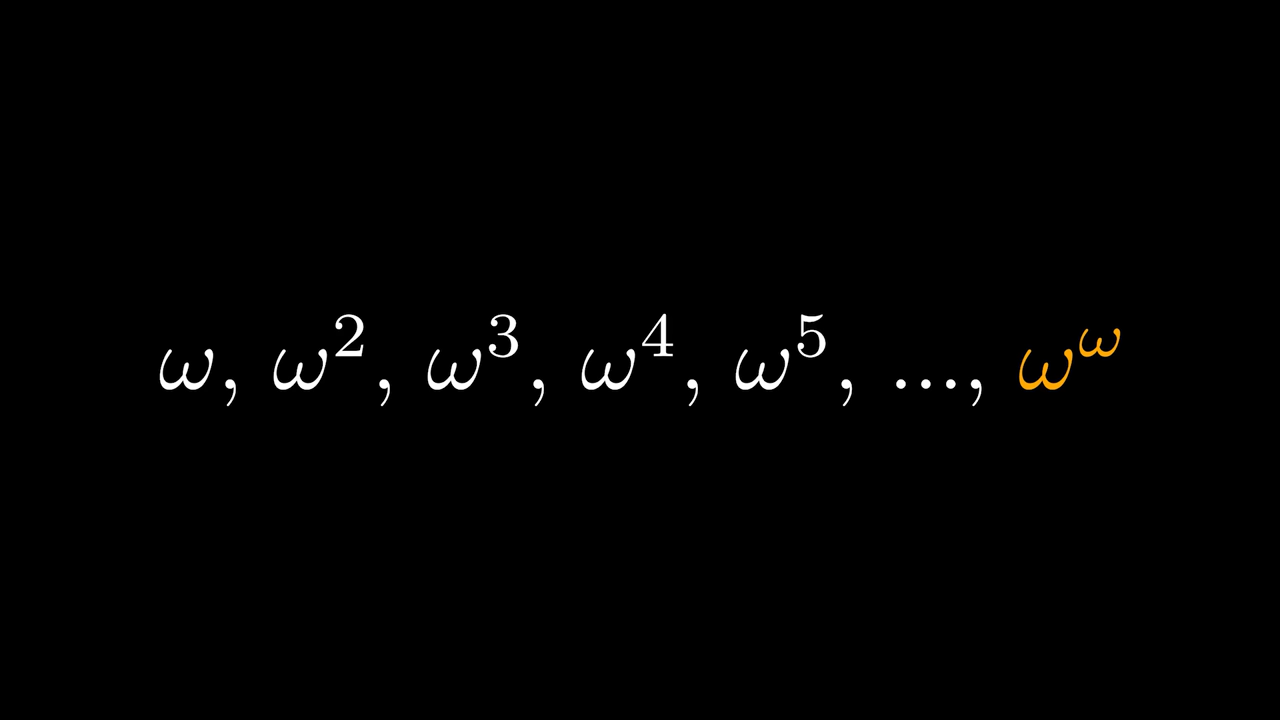 ω, ω², ω³, ω⁴, ω⁵, ..., ω^ω